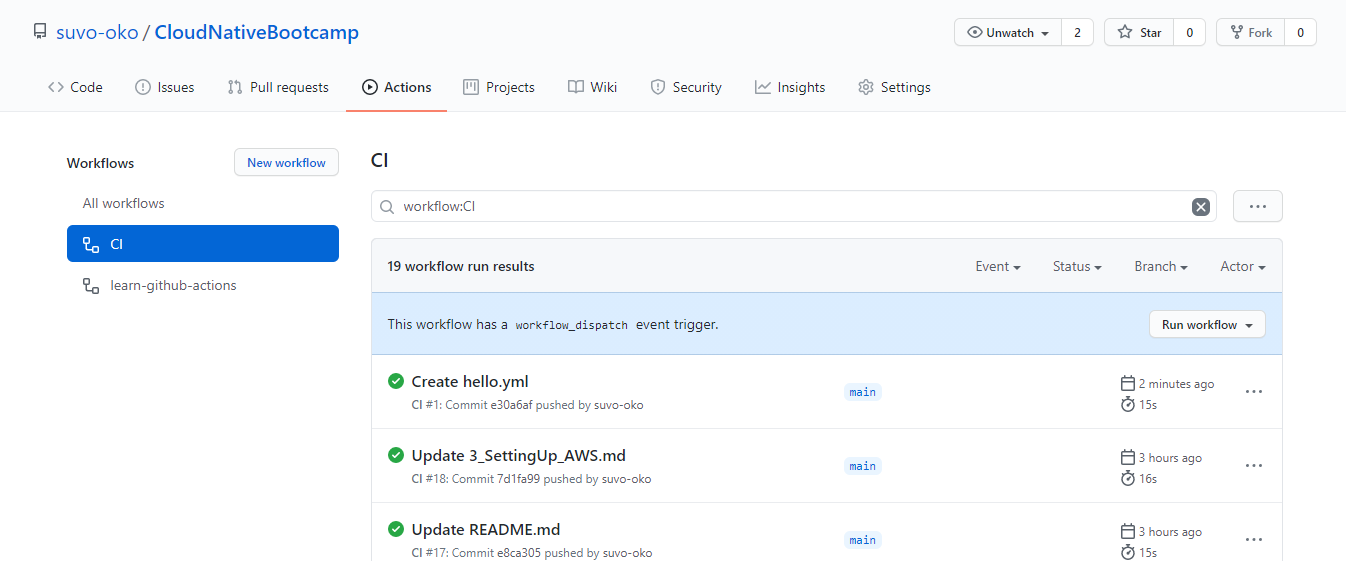 suvo-oko / CloudNativeBootcamp
Unwatch 2 Star 0 Fork 0
Code Issues Pull requests Actions Projects Wiki Security Insights Settings
Workflows New workflow
All workflows
CI
learn-github-actions
CI
workflow:CI
19 workflow run results Event Status Branch Actor
This workflow has a workflow_dispatch event trigger. Run workflow
Create hello.yml main 2 minutes ago
CI #1: Commit e30a6af pushed by suvo-oko 15s
Update 3_SettingUp_AWS.md main 3 hours ago
CI #18: Commit 7d1fa99 pushed by suvo-oko 16s
Update README.md main 3 hours ago
CI #17: Commit e8ca305 pushed by suvo-oko 15s